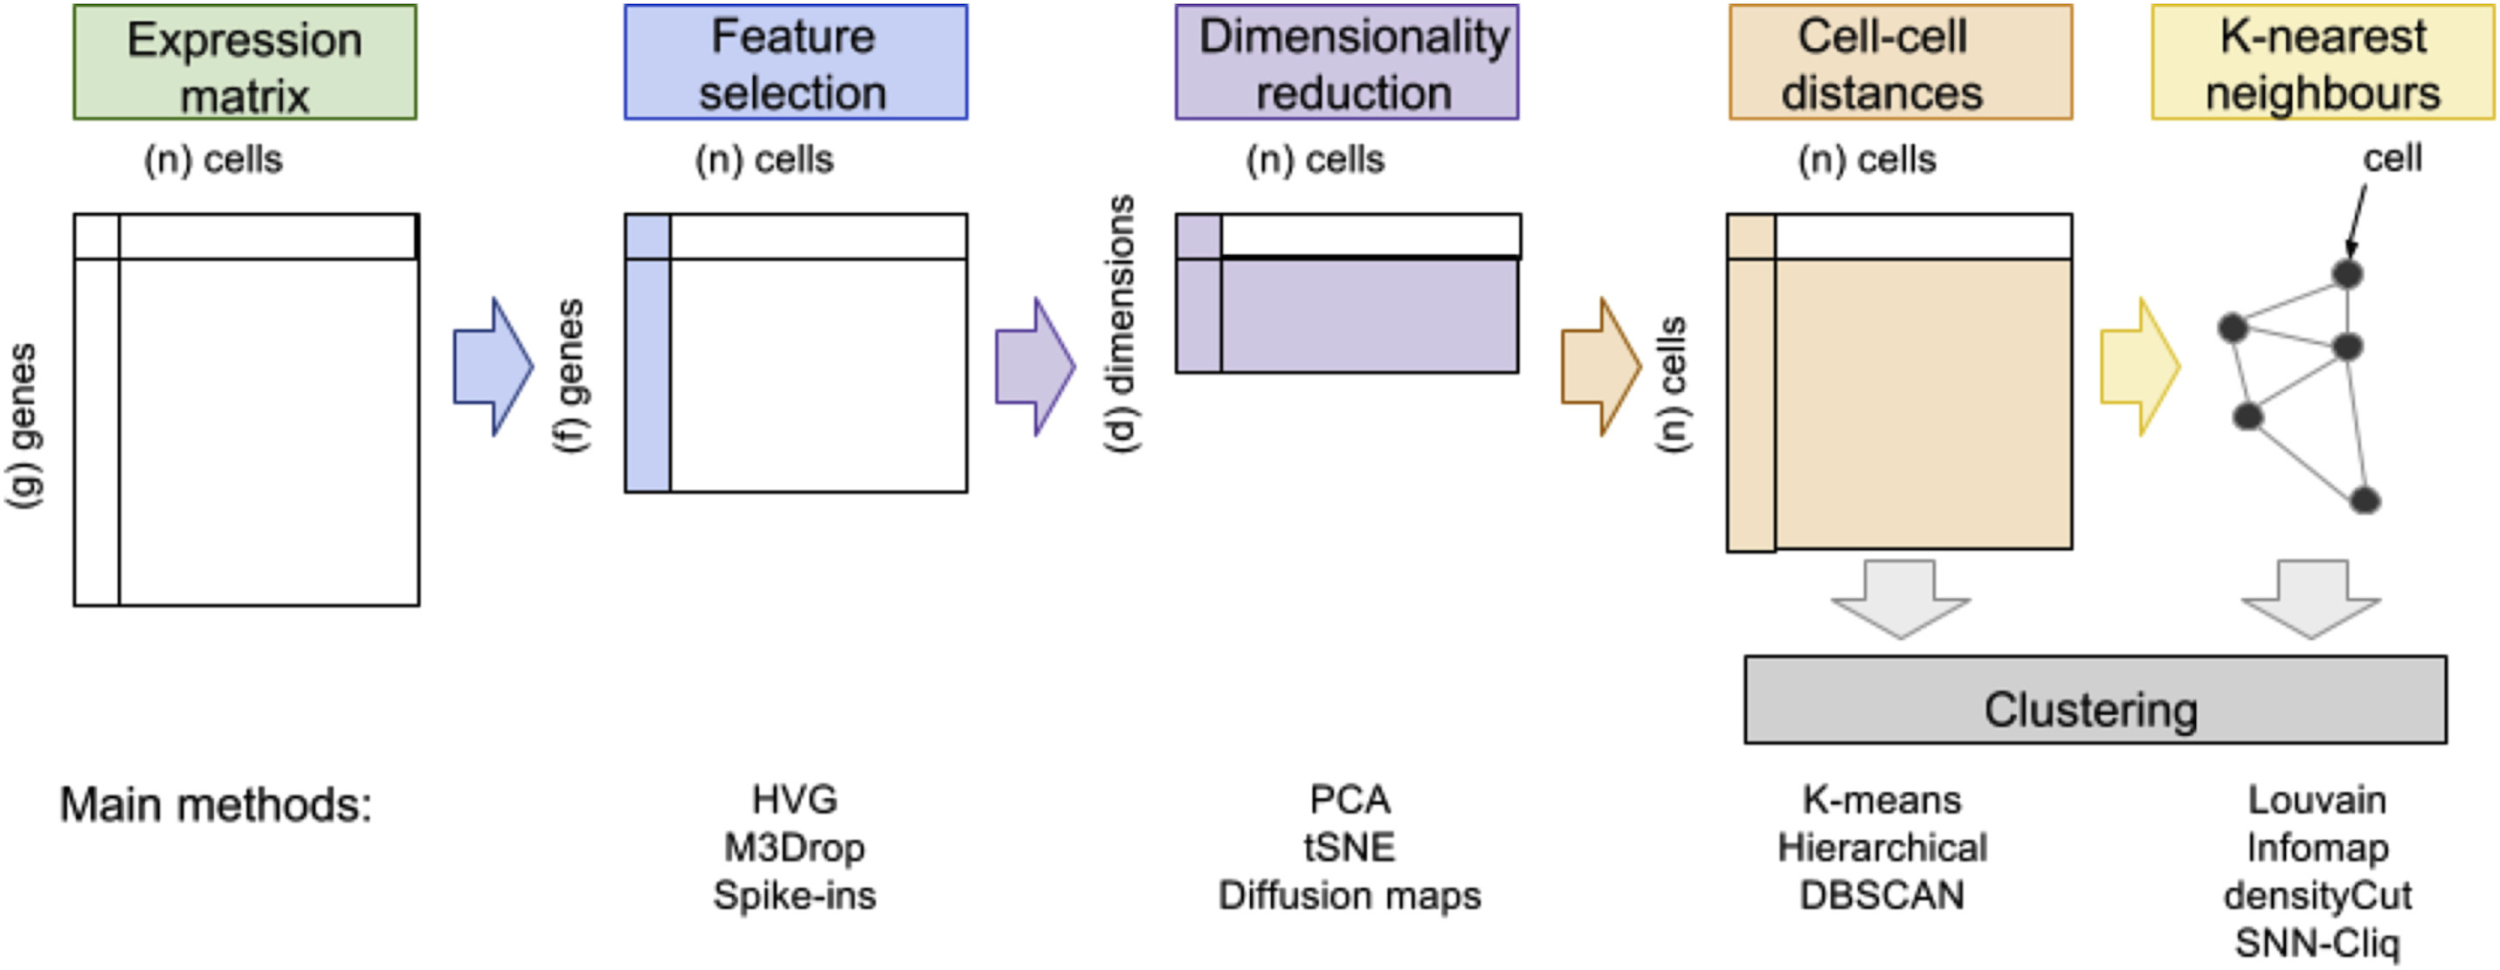 Expression
matrix
Feature
selection
Dimensionality
reduction
Cell-cell
distances
K-nearest
neighbours
(n) cells
(n) cells
(n) cells
(n) cells
cell
(g) genes
(f) genes
(d) dimensions
(n) cells
Clustering
Main methods:
HVG
M3Drop
Spike-ins
PCA
tSNE
Diffusion maps
K-means
Hierarchical
DBSCAN
Louvain
Infomap
densityCut
SNN-Cliq